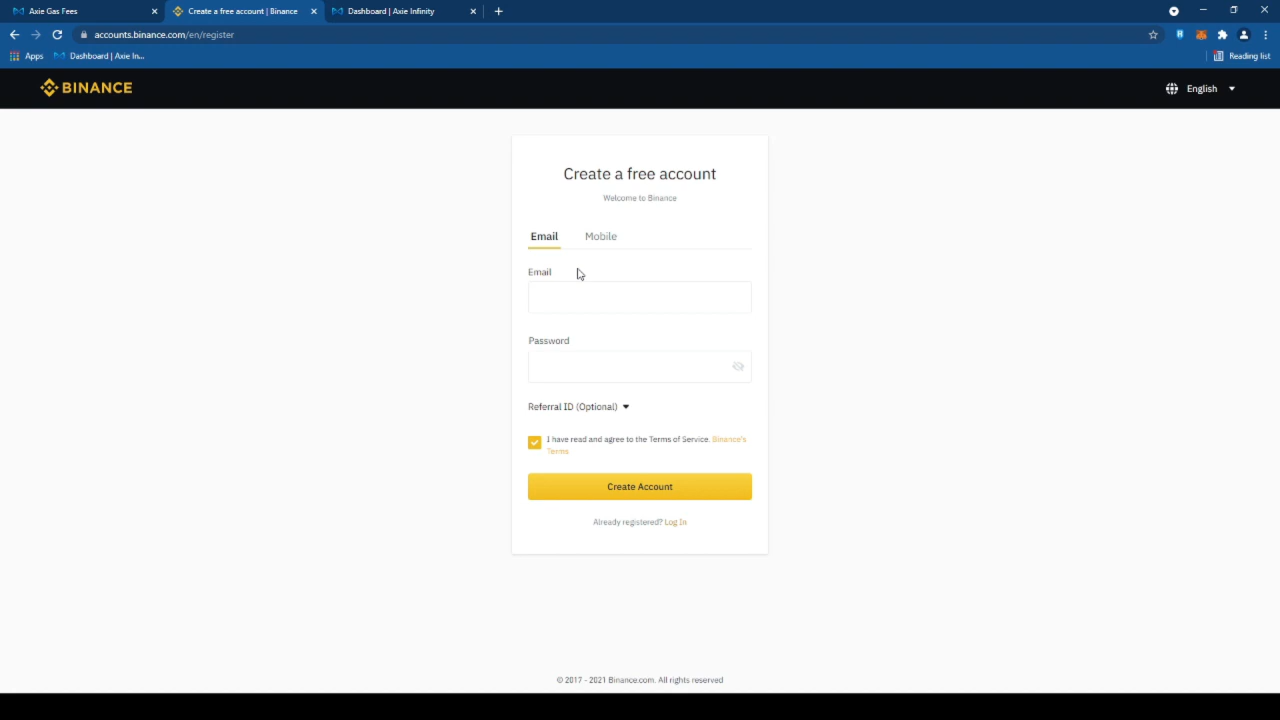 Axie Gas Fees
Create a free account | Binance
Dashboard | Axie Infinity
accounts.binance.com/en/register
Apps
Dashboard | Axie In...
Reading list
BINANCE
English
Create a free account
Welcome to Binance
Email
Mobile
Email
Password
Referral ID (Optional)
I have read and agree to the Terms of Service. Binance's
Terms
Create Account
Already registered? Log In
© 2017 - 2021 Binance.com. All rights reserved